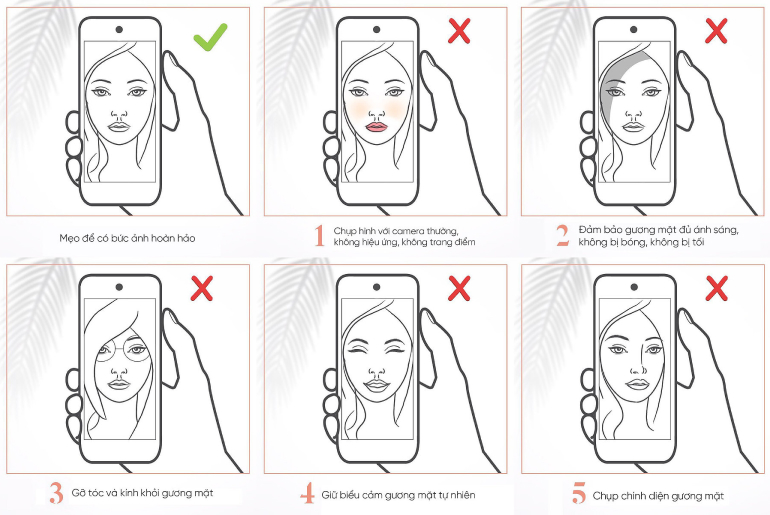 Mẹo để có bức ảnh hoàn hảo
1 Chụp hình với camera thường,
không hiệu ứng, không trang điểm
2 Đảm bảo gương mặt đủ ánh sáng,
không bị bóng, không bị tối
3 Gỡ tóc và kính khỏi gương mặt
4 Giữ biểu cảm gương mặt tự nhiên
5 Chụp chính diện gương mặt